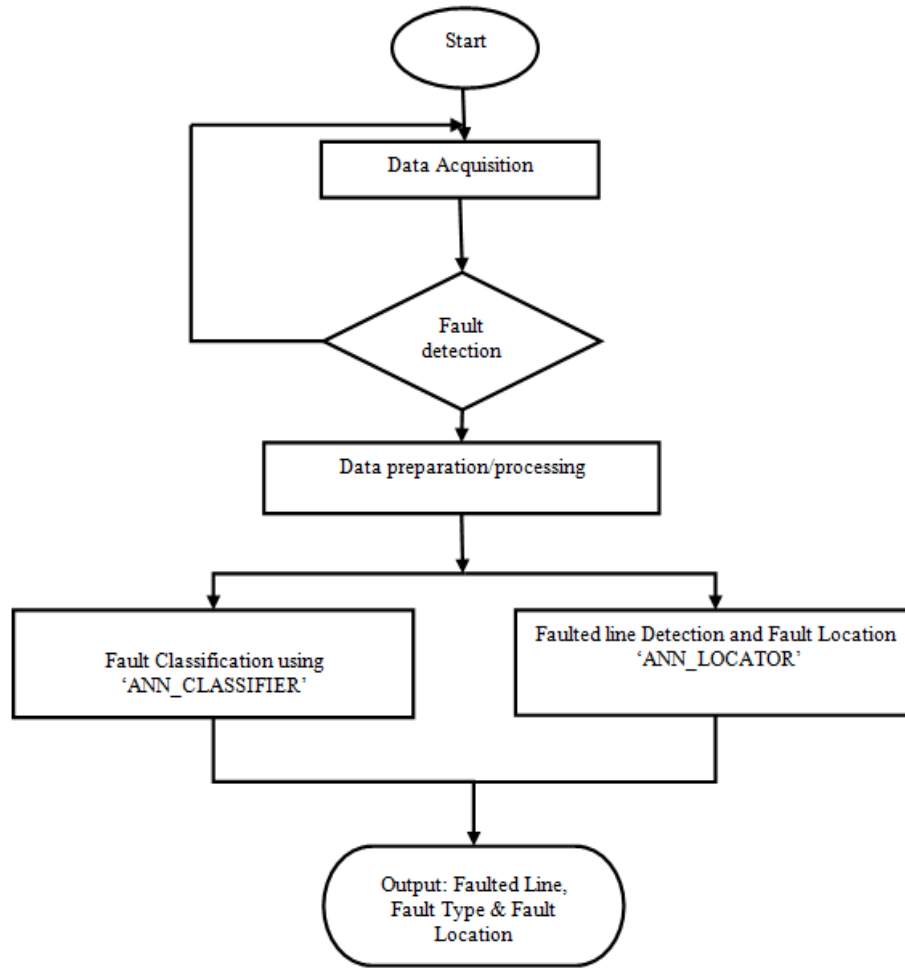 Start
Data Acquisition
Fault
detection
Data preparation/processing
Fault Classification using
‘ANN_CLASSIFIER’
Faulted line Detection and Fault Location
‘ANN_LOCATOR’
Output: Faulted Line,
Fault Type & Fault
Location